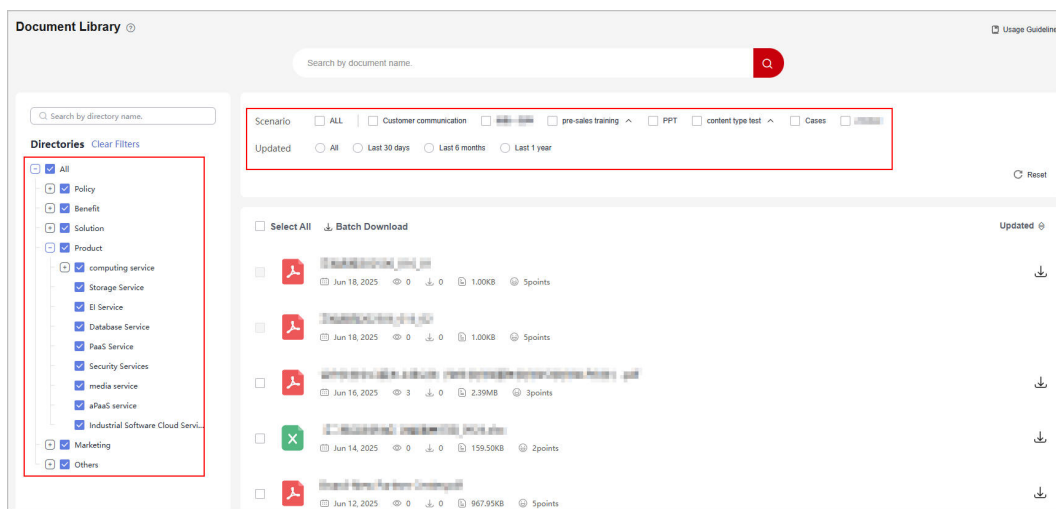 Document Library
Usage Guideline
Search by document name.
Search by directory name.
Directories Clear Filters
All
Policy
Benefit
Solution
Product
computing service
Storage Service
EI Service
Database Service
PaaS Service
Security Services
media service
aPaaS service
Industrial Software Cloud Servi...
Marketing
Others
Scenario ALL Customer communication pre-sales training PPT content type test Cases
Updated All Last 30 days Last 6 months Last 1 year
Reset
Select All Batch Download Updated
Jun 18, 2025 0 0 1.00KB 5points
Jun 18, 2025 0 0 1.00KB 5points
.pdf
Jun 16, 2025 3 0 2.39MB 3points
Jun 14, 2025 0 0 159.50KB 2points
Jun 12, 2025 0 0 967.95KB 5points